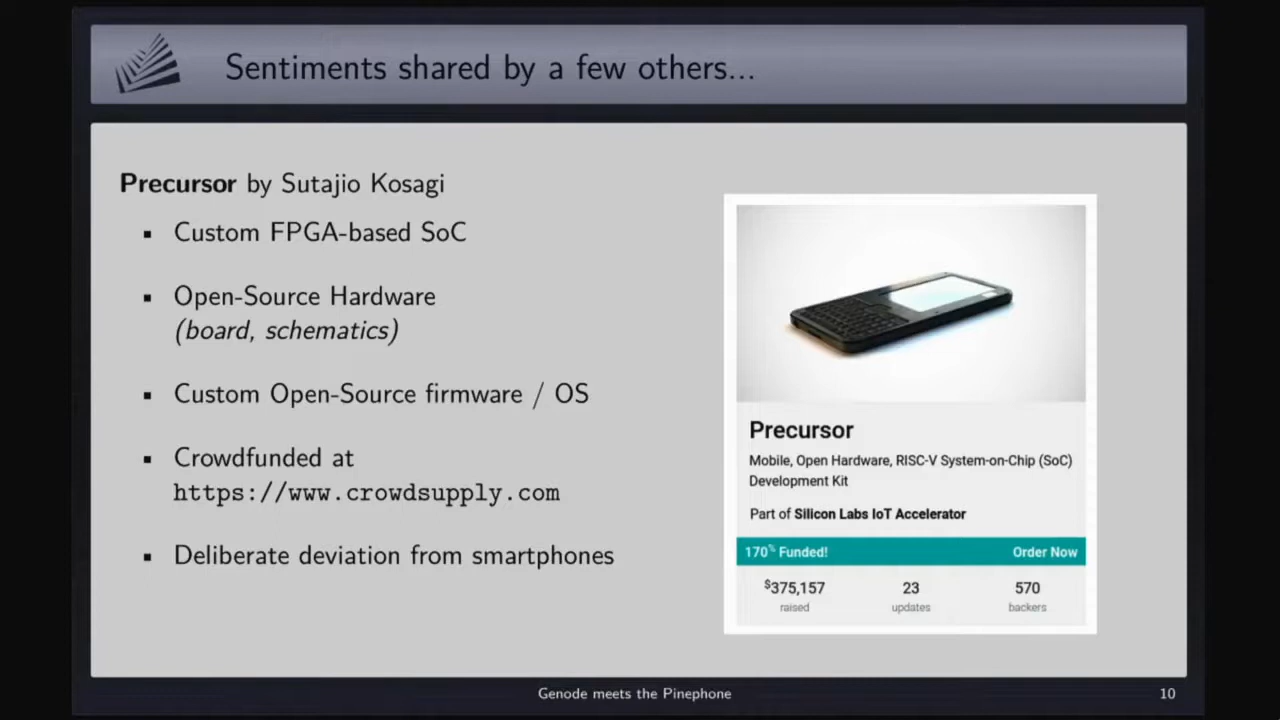 Sentiments shared by a few others...
Precursor by Sutajio Kosagi
▪ Custom FPGA-based SoC
▪ Open-Source Hardware
(board, schematics)
▪ Custom Open-Source firmware / OS
▪ Crowdfunded at
https://www.crowdsupply.com
▪ Deliberate deviation from smartphones
Precursor
Mobile, Open Hardware, RISC-V System-on-Chip (SoC)
Development Kit
Part of Silicon Labs IoT Accelerator
170% Funded! Order Now
$375,157 23 570
raised updates backers
Genode meets the Pinephone 10